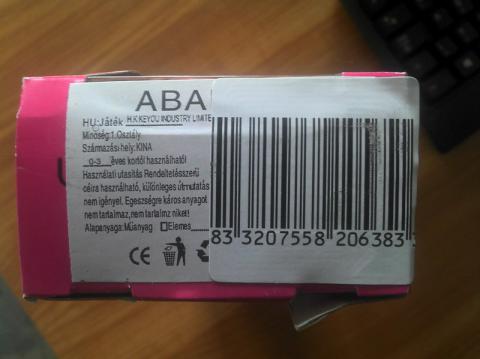 ABA
HU:Játék H.K KEYOU INDUSTRY LIMITE
Minőség:1.Osztály
Származási hely:KINA
0-3 éves kortól használható!
Használati utasítás Rendeltetésszerű
célra használható, különleges útmutatás
nem igényel. Egészségre káros anyagot
nem tartalmaz,nem tartalmz niket!
Alapanyaga:Műanyag Elemes
CE
83 3207558 206383